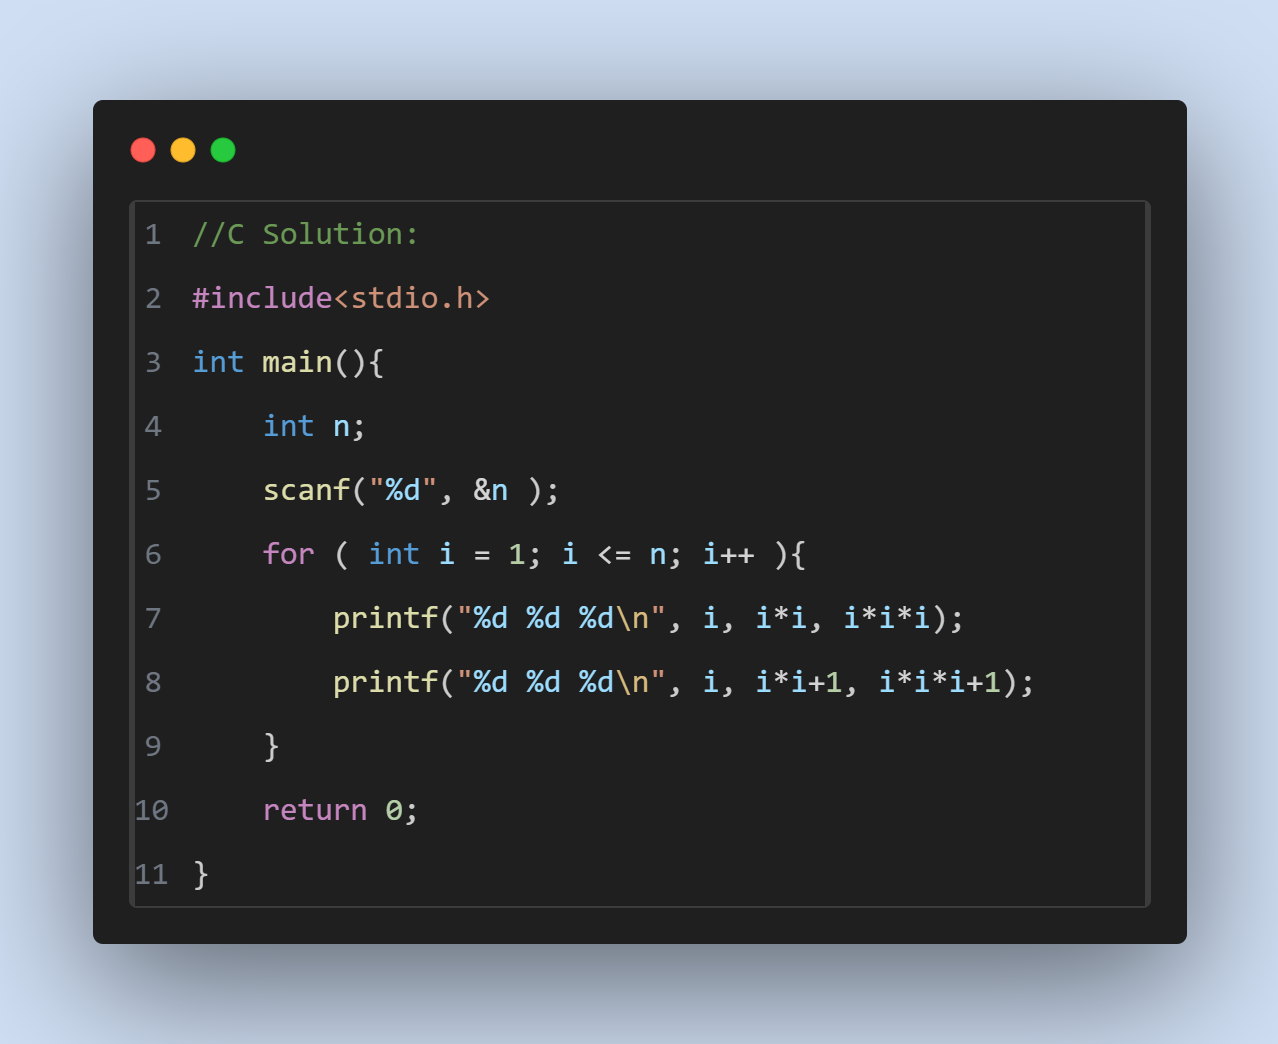 1 //C Solution:
2 #include<stdio.h>
3 int main(){
4     int n;
5     scanf("%d", &n );
6     for ( int i = 1; i <= n; i++ ){
7         printf("%d %d %d\n", i, i*i, i*i*i);
8         printf("%d %d %d\n", i, i*i+1, i*i*i+1);
9     }
10     return 0;
11 }